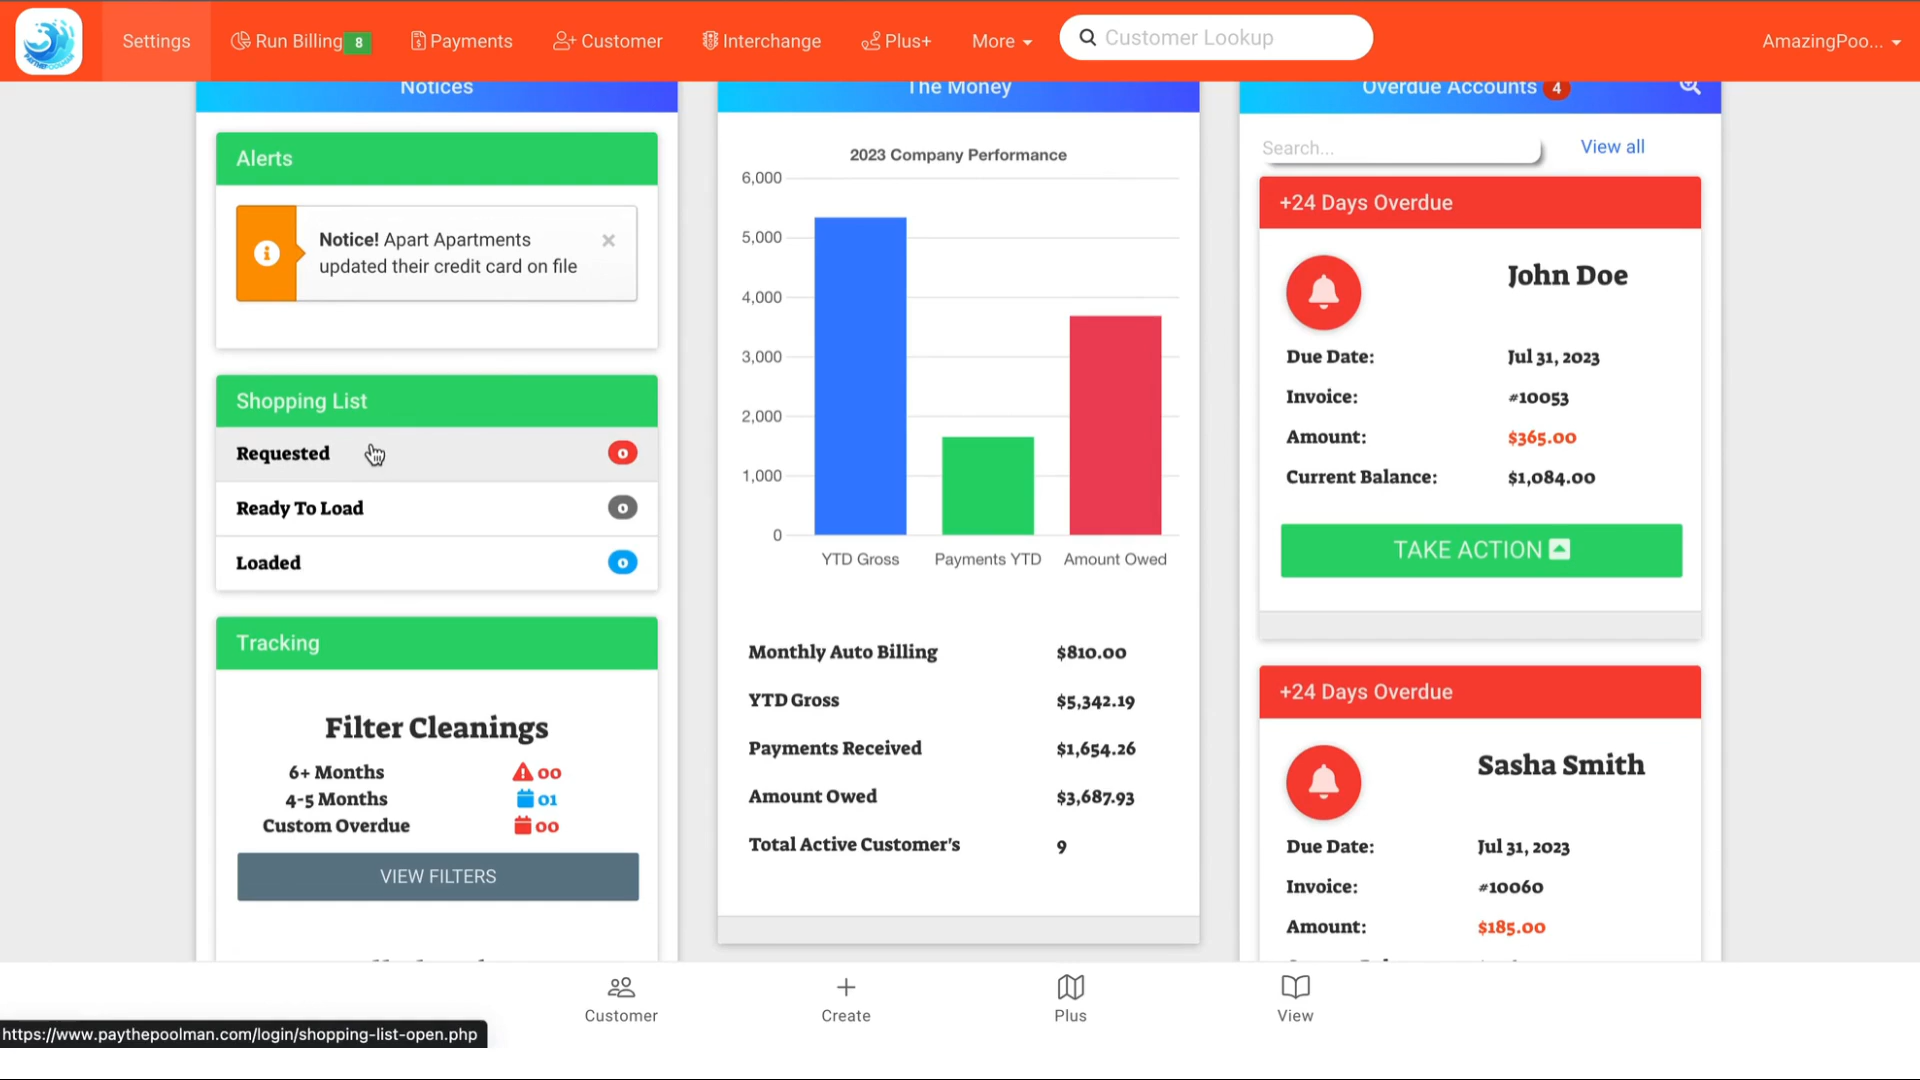 Settings
Run Billing 8
Payments
Customer
Interchange
Plus+
More
Customer Lookup
AmazingPoo...
Notices
Alerts
Notice! Apart Apartments
updated their credit card on file
Shopping List
Requested 0
Ready To Load 0
Loaded 0
Tracking
Filter Cleanings
6+ Months 00
4-5 Months 01
Custom Overdue 00
VIEW FILTERS
The Money
2023 Company Performance
6,000
5,000
4,000
3,000
2,000
1,000
0
YTD Gross Payments YTD Amount Owed
Monthly Auto Billing $810.00
YTD Gross $5,342.19
Payments Received $1,654.26
Amount Owed $3,687.93
Total Active Customer's 9
Overdue Accounts 4
Search... View all
+24 Days Overdue
John Doe
Due Date: Jul 31, 2023
Invoice: #10053
Amount: $365.00
Current Balance: $1,084.00
TAKE ACTION
+24 Days Overdue
Sasha Smith
Due Date: Jul 31, 2023
Invoice: #10060
Amount: $185.00
Customer
Create
Plus
View
https://www.paythepoolman.com/login/shopping-list-open.php